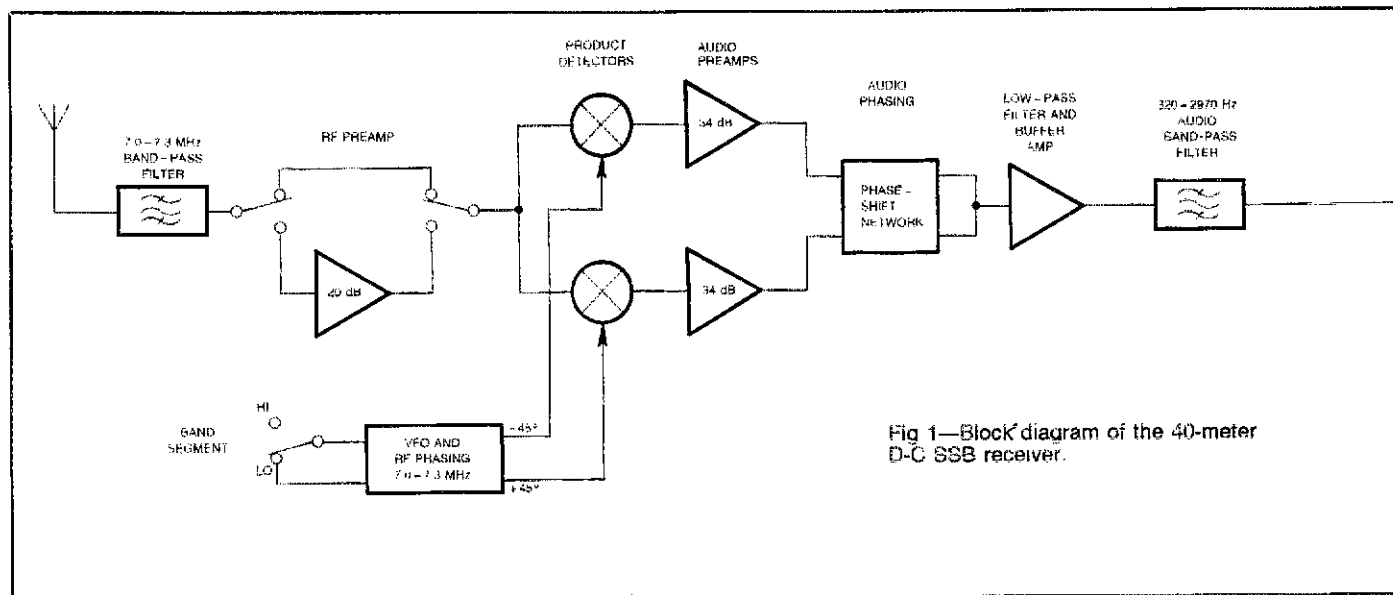 PRODUCT
DETECTORS
AUDIO
PREAMPS
AUDIO
PHASING
LOW-PASS
FILTER AND
BUFFER
AMP
320-2970 Hz
AUDIO
BAND-PASS
FILTER
7.0-7.3 MHz
BAND-PASS
FILTER
RF PREAMP
34 dB
PHASE-
SHIFT
NETWORK
20 dB
34 dB
HI
BAND
SEGMENT
LO
VFO AND
RF PHASING
7.0-7.3 MHz
-45°
+45°
Fig 1—Block diagram of the 40-meter
D-C SSB receiver.